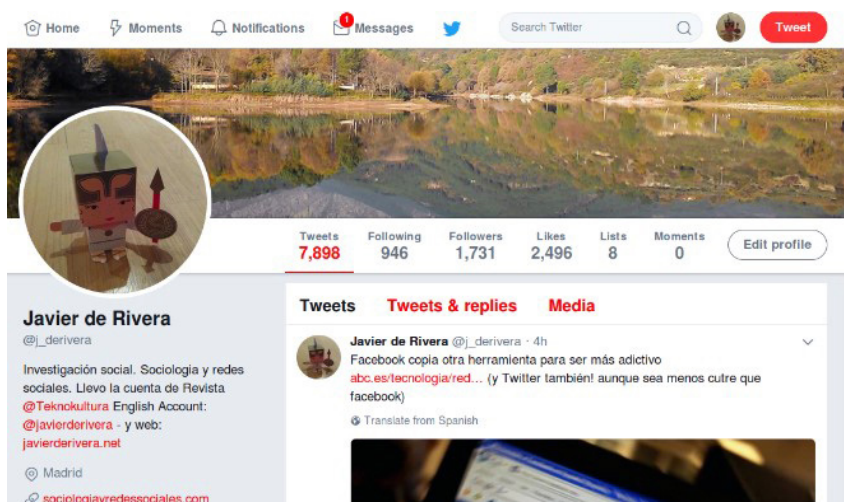 Home Moments Notifications 1 Messages Search Twitter Tweet
Tweets Following Followers Likes Lists Moments
7,898 946 1,731 2,496 8 0 Edit profile
Javier de Rivera
@j_derivera
Investigación social. Sociologia y redes
sociales. Llevo la cuenta de Revista
@Teknokultura English Account:
@javierderivera - y web:
javierderivera.net
Madrid
sociologiayredessociales.com
Tweets Tweets & replies Media
Javier de Rivera @j_derivera · 4h
Facebook copia otra herramienta para ser más adictivo
abc.es/tecnologia/red… (y Twitter también! aunque sea menos cutre que
facebook)
Translate from Spanish